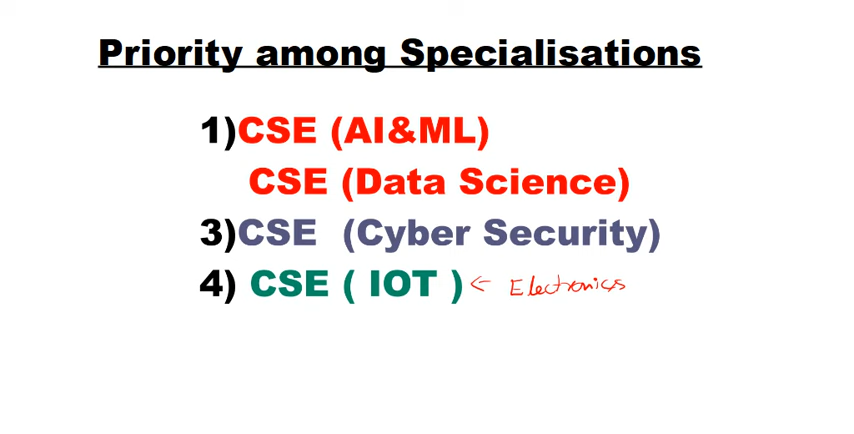 Priority among Specialisations
1)CSE (AI&ML)
CSE (Data Science)
3)CSE (Cyber Security)
4) CSE ( IOT ) ← Electronics